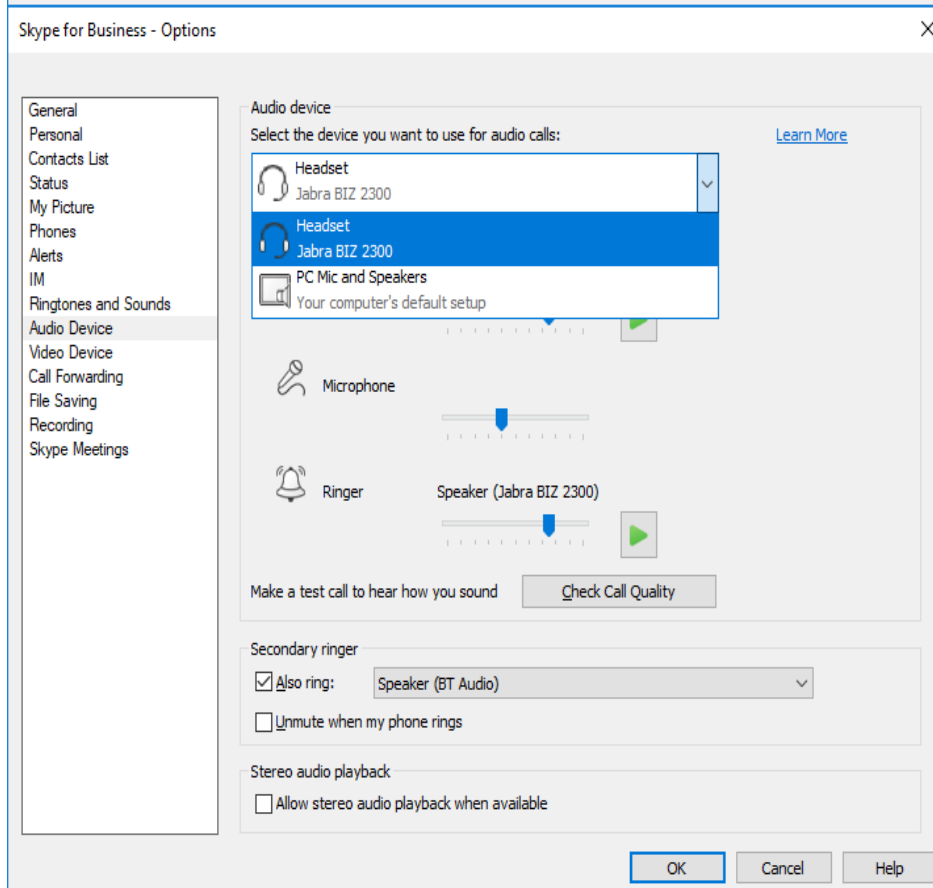 Skype for Business - Options
General
Personal
Contacts List
Status
My Picture
Phones
Alerts
IM
Ringtones and Sounds
Audio Device
Video Device
Call Forwarding
File Saving
Recording
Skype Meetings
Audio device
Select the device you want to use for audio calls:
Learn More
Headset
Jabra BIZ 2300
Headset
Jabra BIZ 2300
PC Mic and Speakers
Your computer's default setup
Microphone
Ringer
Speaker (Jabra BIZ 2300)
Make a test call to hear how you sound
Check Call Quality
Secondary ringer
Also ring:
Speaker (BT Audio)
Unmute when my phone rings
Stereo audio playback
Allow stereo audio playback when available
OK
Cancel
Help